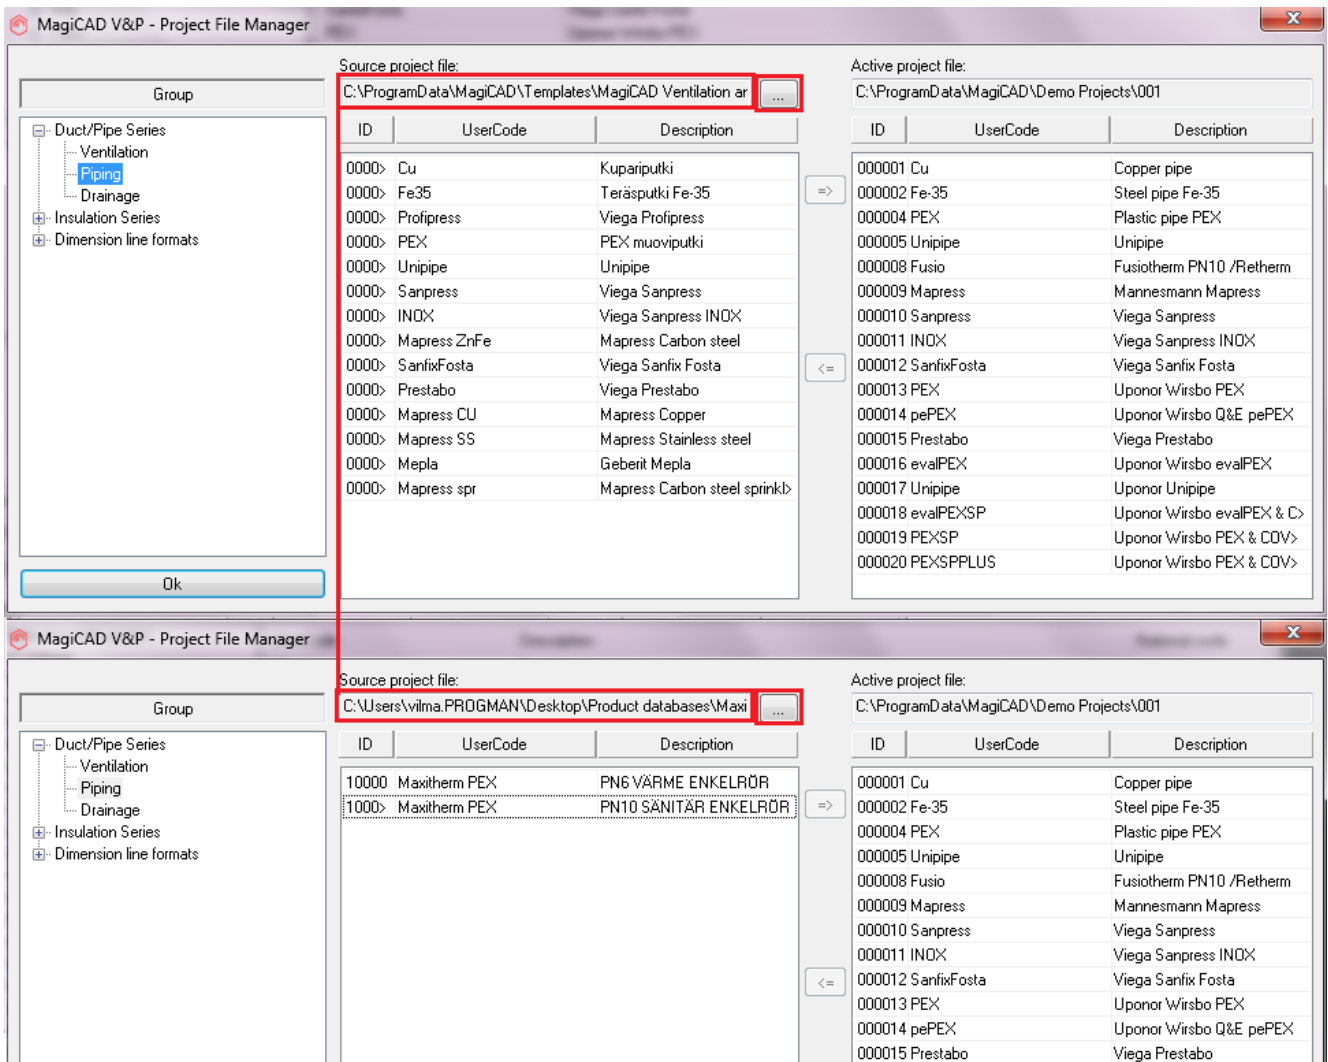 MagiCAD V&P - Project File Manager
Source project file:
Active project file:
Group
C:\ProgramData\MagiCAD\Templates\MagiCAD Ventilation ar
...
C:\ProgramData\MagiCAD\Demo Projects\001
ID UserCode Description
ID UserCode Description
Duct/Pipe Series
Ventilation
Piping
Drainage
Insulation Series
Dimension line formats
Ok
0000> Cu Kupariputki
0000> Fe35 Teräsputki Fe-35
0000> Profipress Viega Profipress
0000> PEX PEX muoviputki
0000> Unipipe Unipipe
0000> Sanpress Viega Sanpress
0000> INOX Viega Sanpress INOX
0000> Mapress ZnFe Mapress Carbon steel
0000> SanfixFosta Viega Sanfix Fosta
0000> Prestabo Viega Prestabo
0000> Mapress CU Mapress Copper
0000> Mapress SS Mapress Stainless steel
0000> Mepla Geberit Mepla
0000> Mapress spr Mapress Carbon steel sprinkl>
=>
<=
000001 Cu Copper pipe
000002 Fe-35 Steel pipe Fe-35
000004 PEX Plastic pipe PEX
000005 Unipipe Unipipe
000008 Fusio Fusiotherm PN10 /Retherm
000009 Mapress Mannesmann Mapress
000010 Sanpress Viega Sanpress
000011 INOX Viega Sanpress INOX
000012 SanfixFosta Viega Sanfix Fosta
000013 PEX Uponor Wirsbo PEX
000014 pePEX Uponor Wirsbo Q&E pePEX
000015 Prestabo Viega Prestabo
000016 evalPEX Uponor Wirsbo evalPEX
000017 Unipipe Uponor Unipipe
000018 evalPEXSP Uponor Wirsbo evalPEX & C>
000019 PEXSP Uponor Wirsbo PEX & COV>
000020 PEXSPPLUS Uponor Wirsbo PEX & COV>
MagiCAD V&P - Project File Manager
Source project file:
Active project file:
Group
C:\Users\vilma.PROGMAN\Desktop\Product databases\Maxi
...
C:\ProgramData\MagiCAD\Demo Projects\001
ID UserCode Description
ID UserCode Description
Duct/Pipe Series
Ventilation
Piping
Drainage
Insulation Series
Dimension line formats
10000 Maxitherm PEX PN6 VÄRME ENKELRÖR
1000> Maxitherm PEX PN10 SÄNITÄR ENKELRÖR
=>
<=
000001 Cu Copper pipe
000002 Fe-35 Steel pipe Fe-35
000004 PEX Plastic pipe PEX
000005 Unipipe Unipipe
000008 Fusio Fusiotherm PN10 /Retherm
000009 Mapress Mannesmann Mapress
000010 Sanpress Viega Sanpress
000011 INOX Viega Sanpress INOX
000012 SanfixFosta Viega Sanfix Fosta
000013 PEX Uponor Wirsbo PEX
000014 pePEX Uponor Wirsbo Q&E pePEX
000015 Prestabo Viega Prestabo